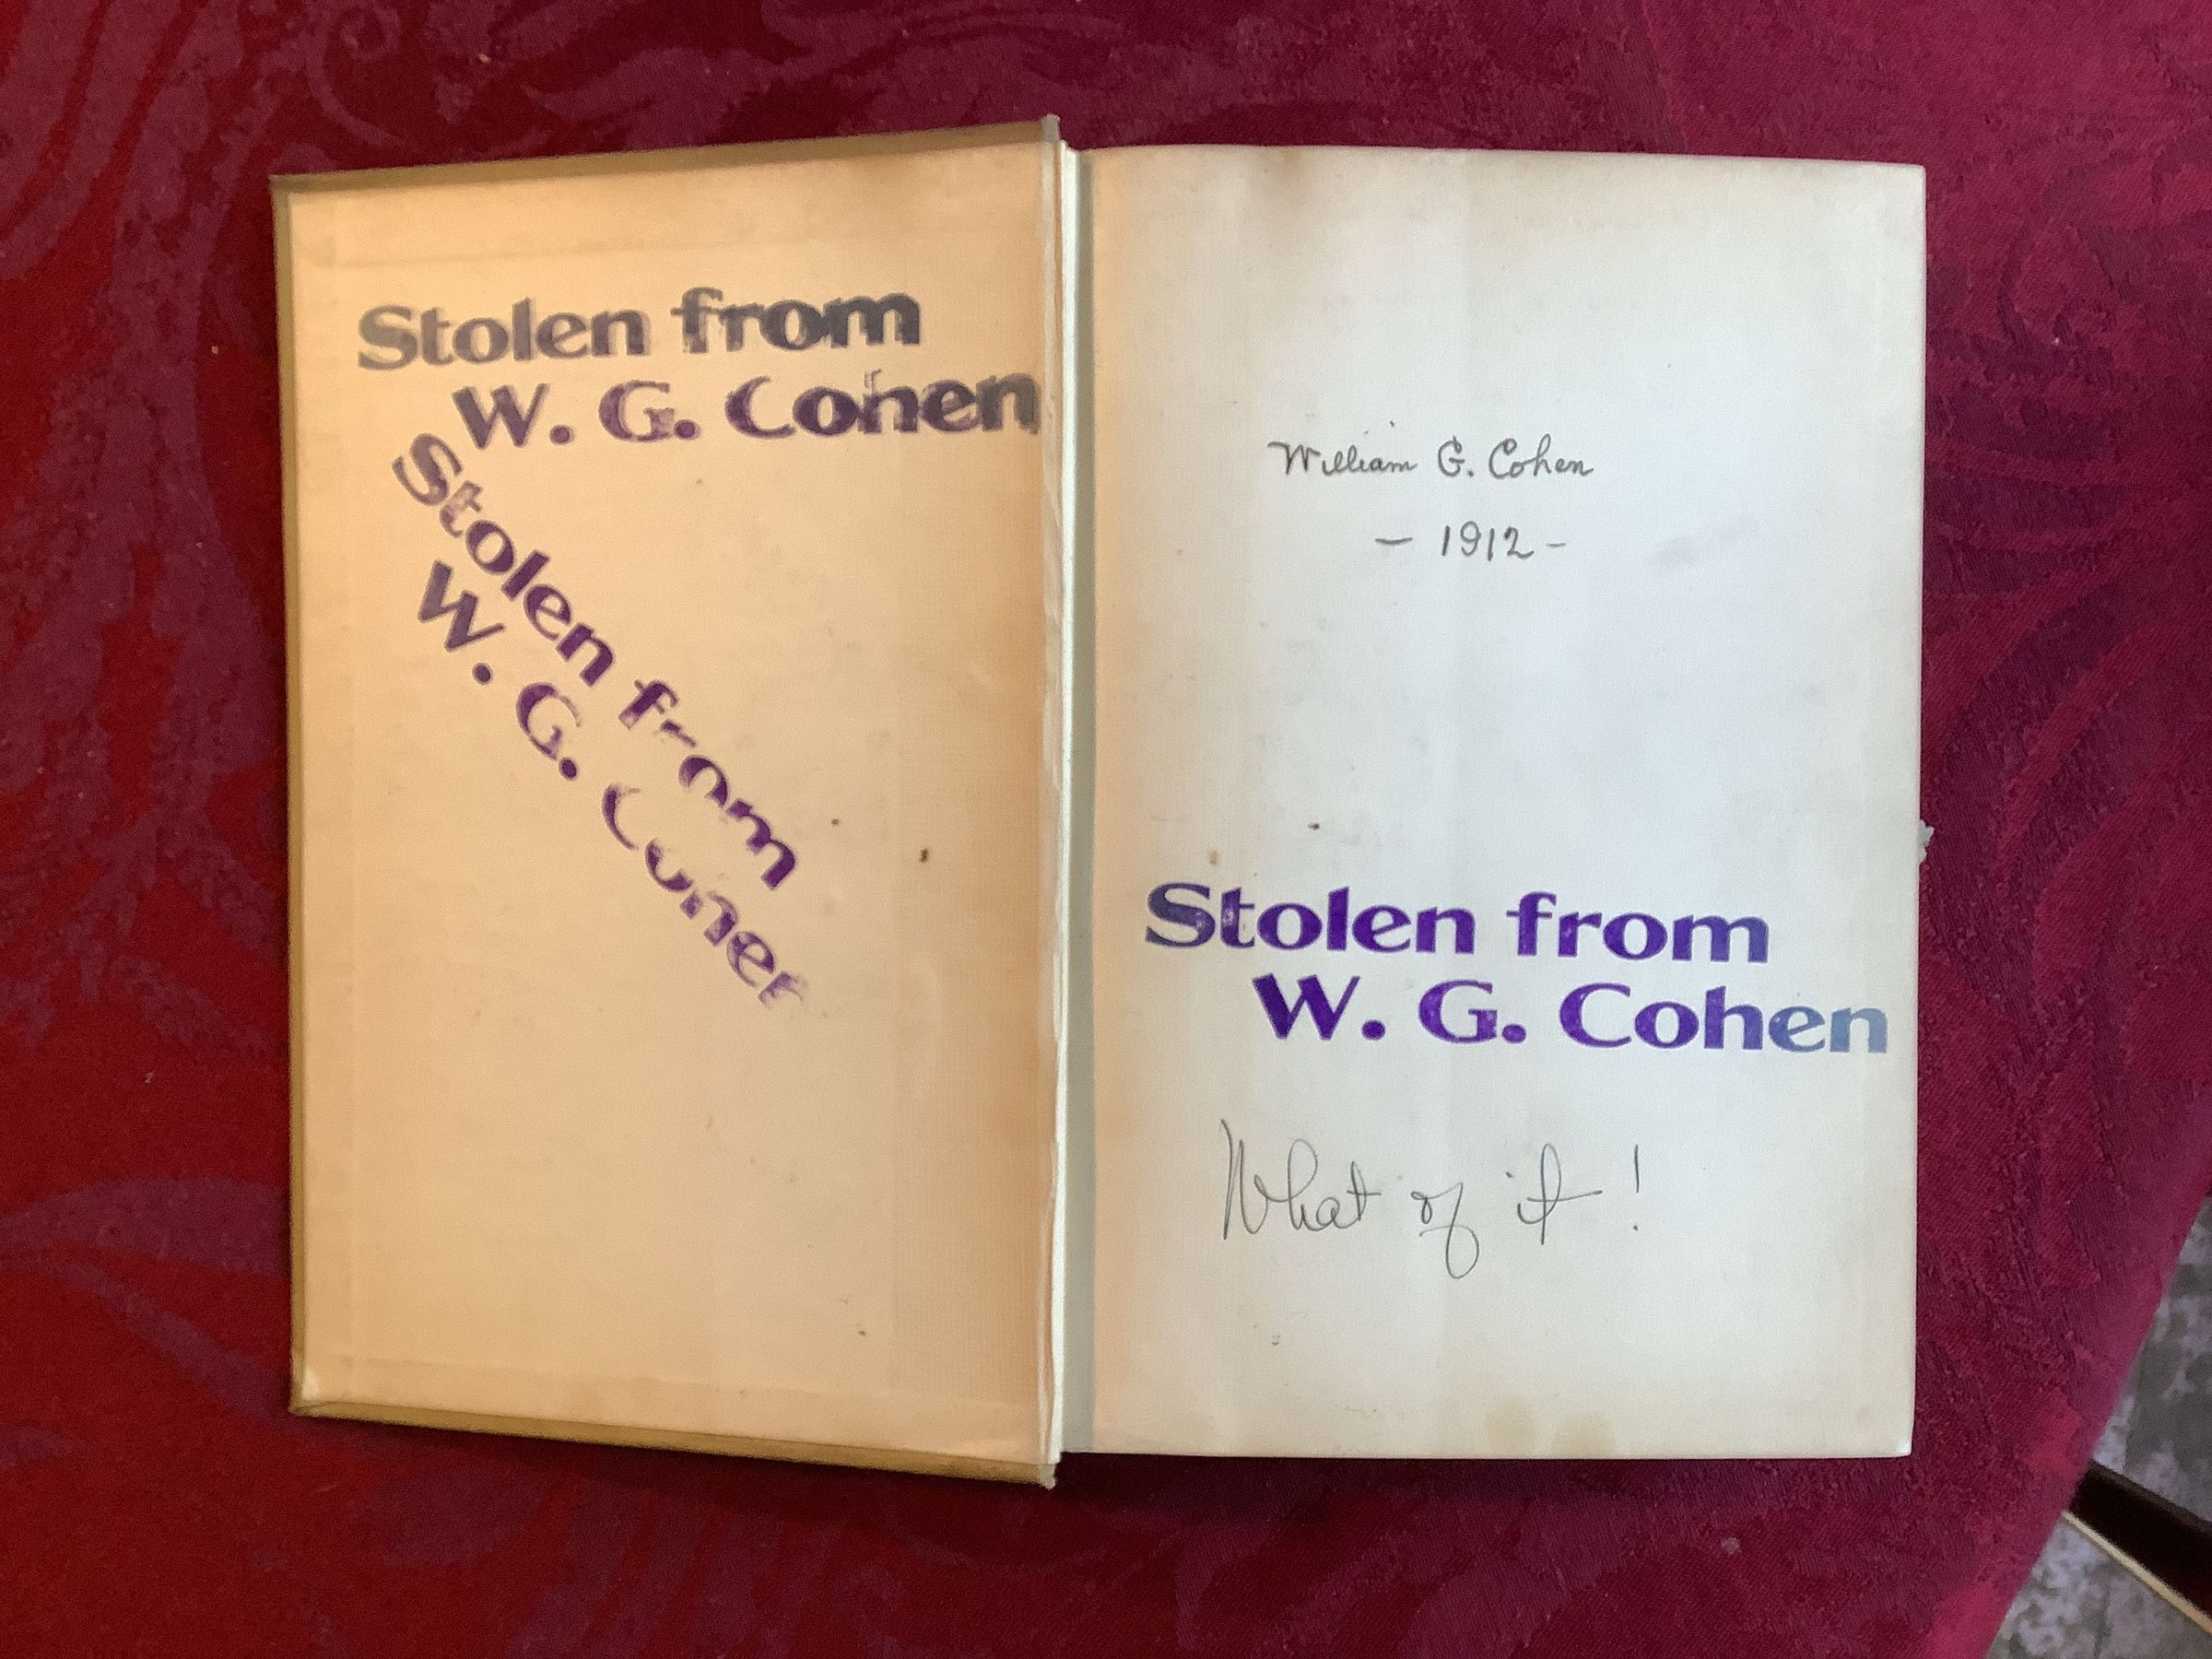 Stolen from
W. G. Cohen
Stolen from
W. G. Cohen
William G. Cohen
- 1912 -
Stolen from
W. G. Cohen
What of it!